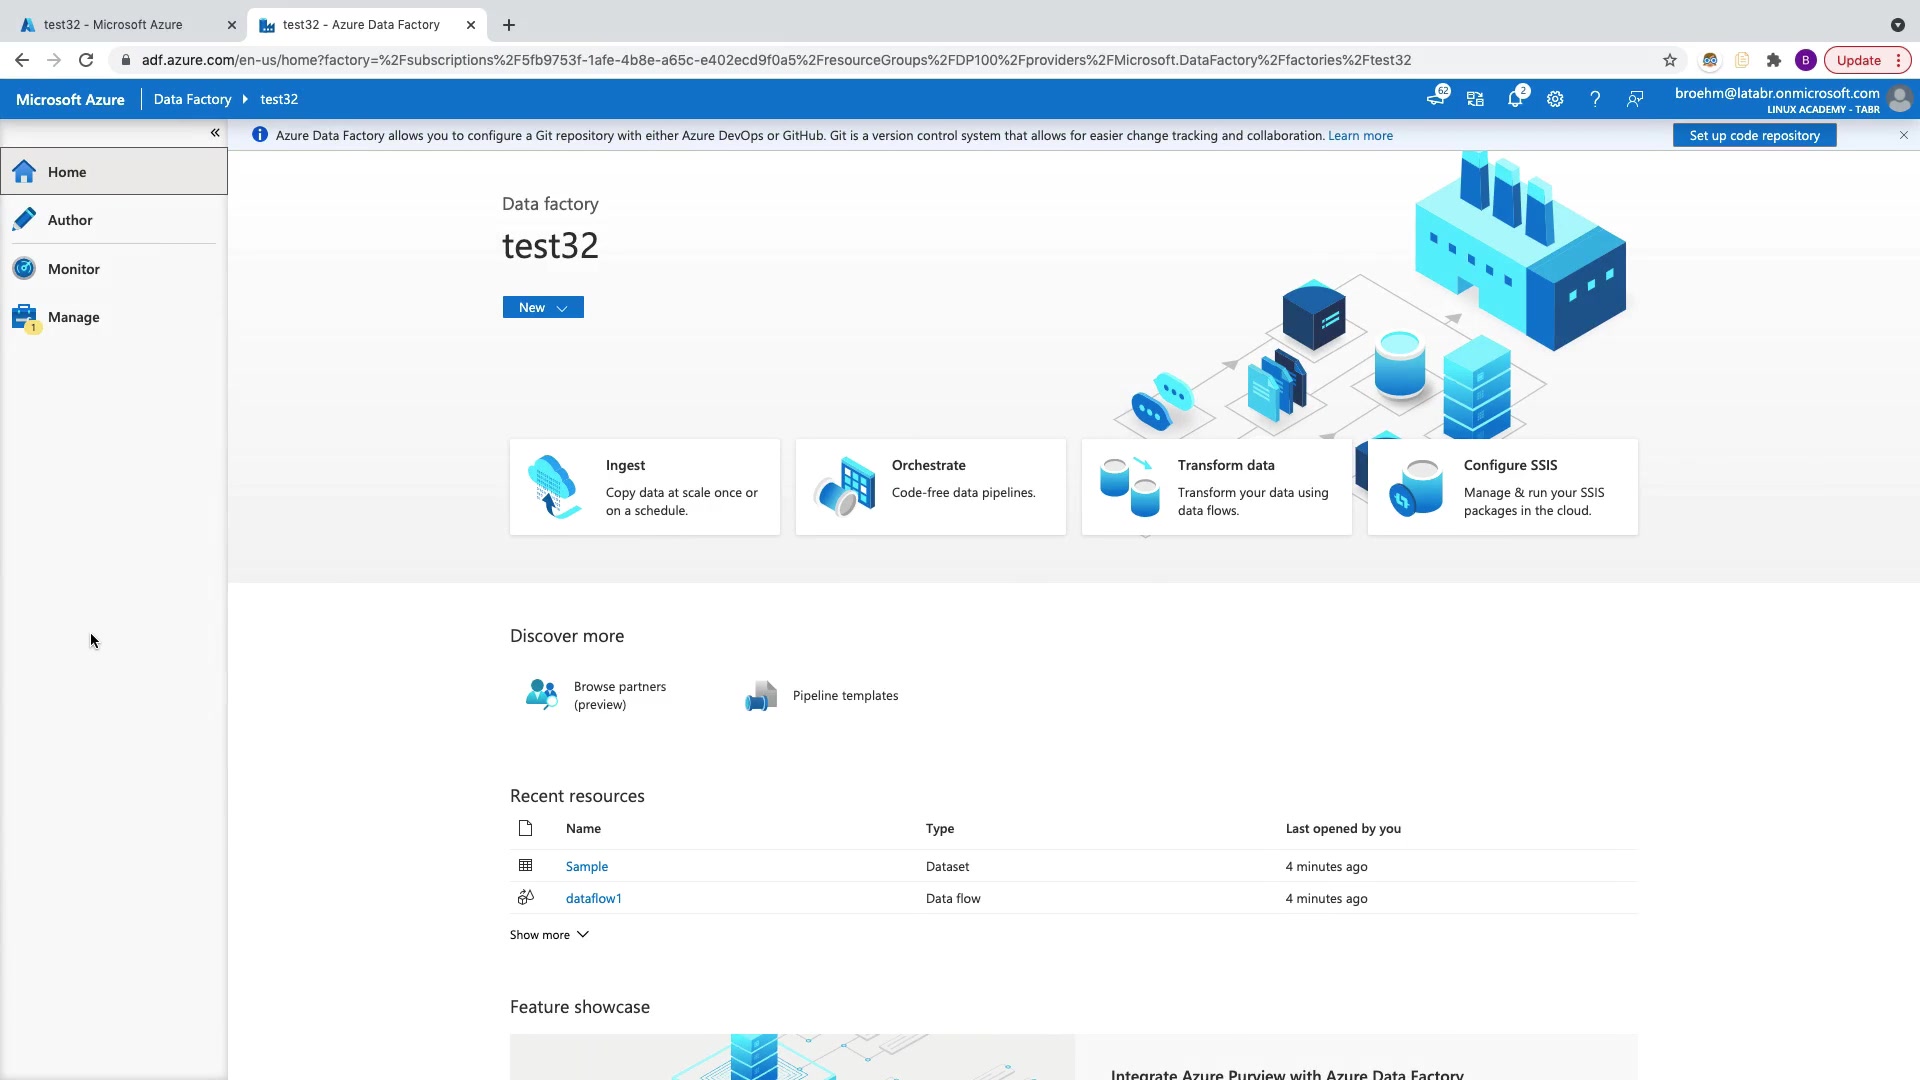 test32 - Microsoft Azure
test32 - Azure Data Factory
adf.azure.com/en-us/home?factory=%2Fsubscriptions%2F5fb9753f-1afe-4b8e-a65c-e402ecd9f0a5%2FresourceGroups%2FDP100%2Fproviders%2FMicrosoft.DataFactory%2Ffactories%2Ftest32
B
Update
Microsoft Azure
Data Factory
test32
62
2
broehm@latabr.onmicrosoft.com
LINUX ACADEMY - TABR
Azure Data Factory allows you to configure a Git repository with either Azure DevOps or GitHub. Git is a version control system that allows for easier change tracking and collaboration. Learn more
Set up code repository
Home
Author
Monitor
Manage
1
Data factory
test32
New
Ingest
Copy data at scale once or
on a schedule.
Orchestrate
Code-free data pipelines.
Transform data
Transform your data using
data flows.
Configure SSIS
Manage & run your SSIS
packages in the cloud.
Discover more
Browse partners
(preview)
Pipeline templates
Recent resources
Name Type Last opened by you
Sample Dataset 4 minutes ago
dataflow1 Data flow 4 minutes ago
Show more
Feature showcase
Integrate Azure Purview with Azure Data Factory